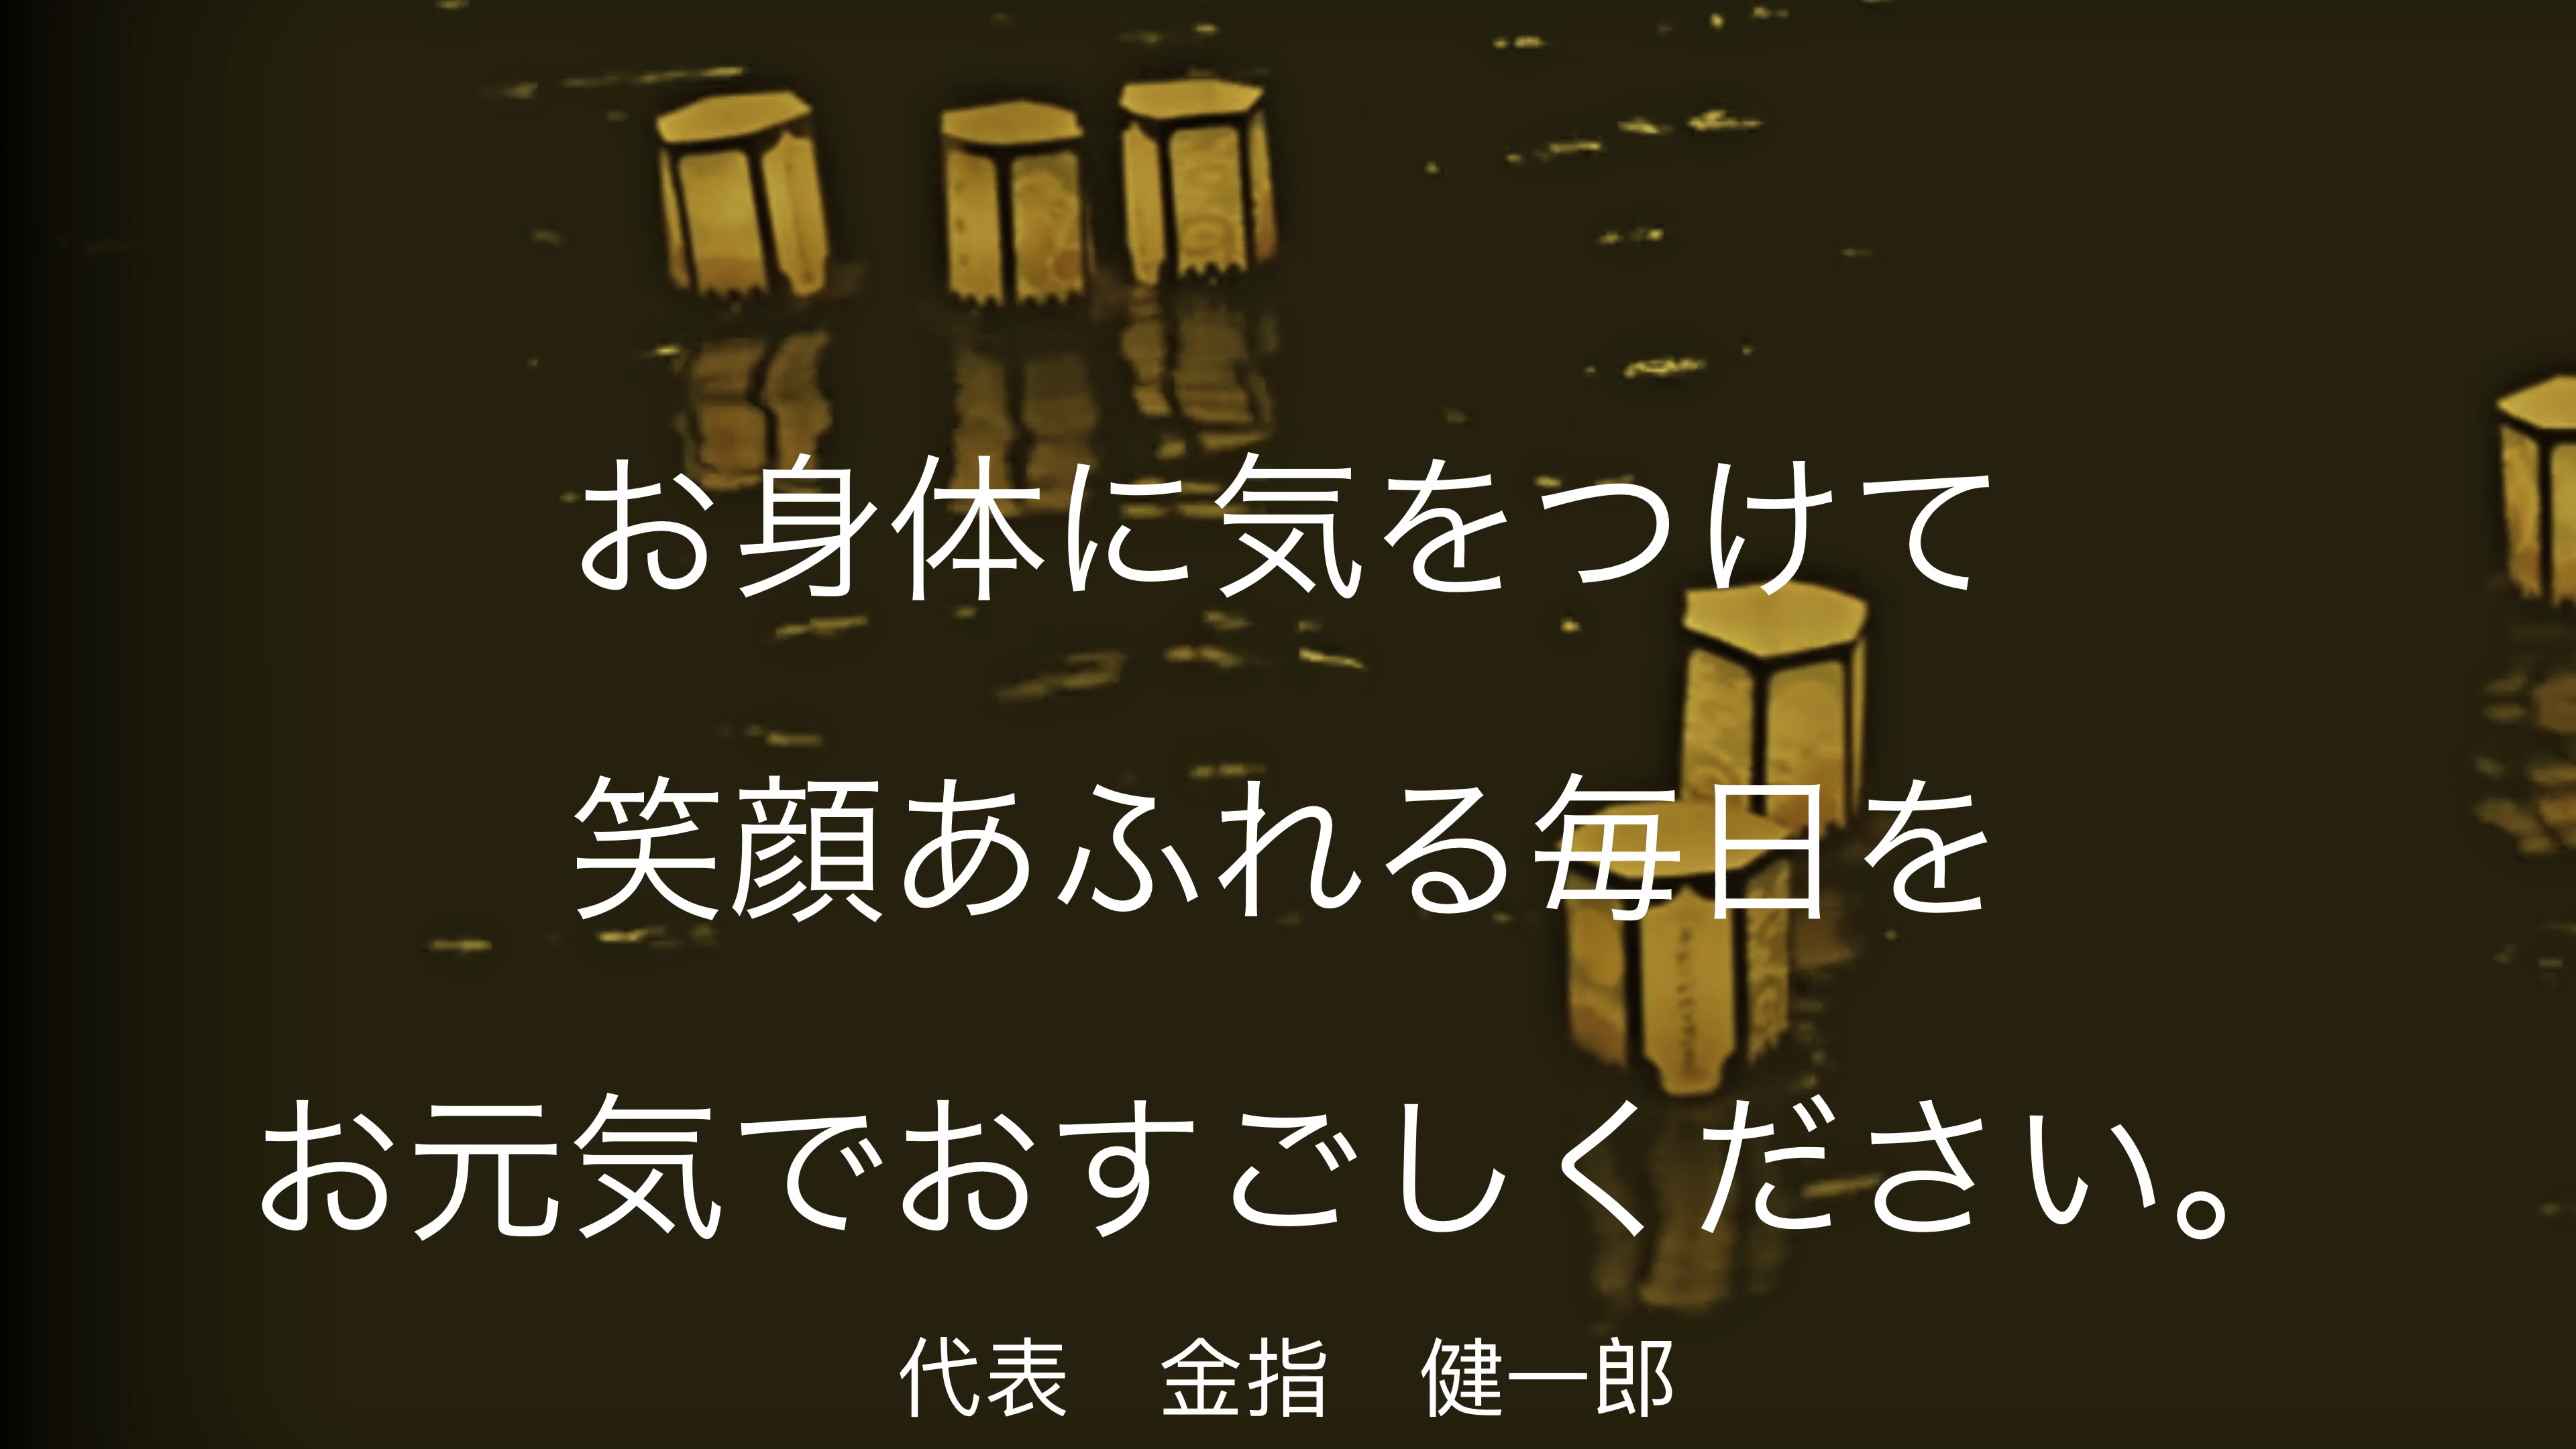 お身体に気をつけて
笑顔あふれる毎日を
お元気でおすごしください。
代表　金指　健一郎